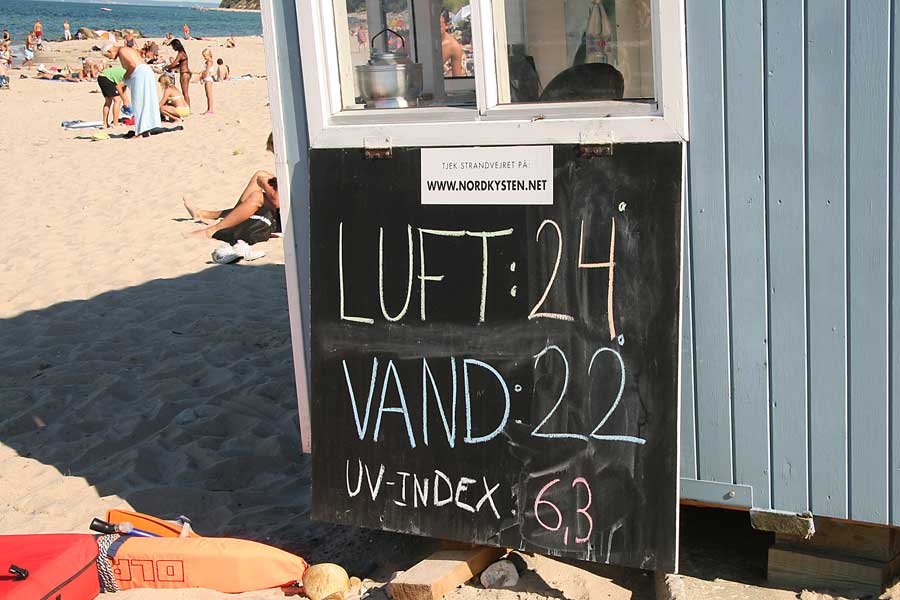 TJEK STRANDVEJRET PÅ:
WWW.NORDKYSTEN.NET
LUFT: 24°
VAND: 22°
UV-INDEX: 6,3